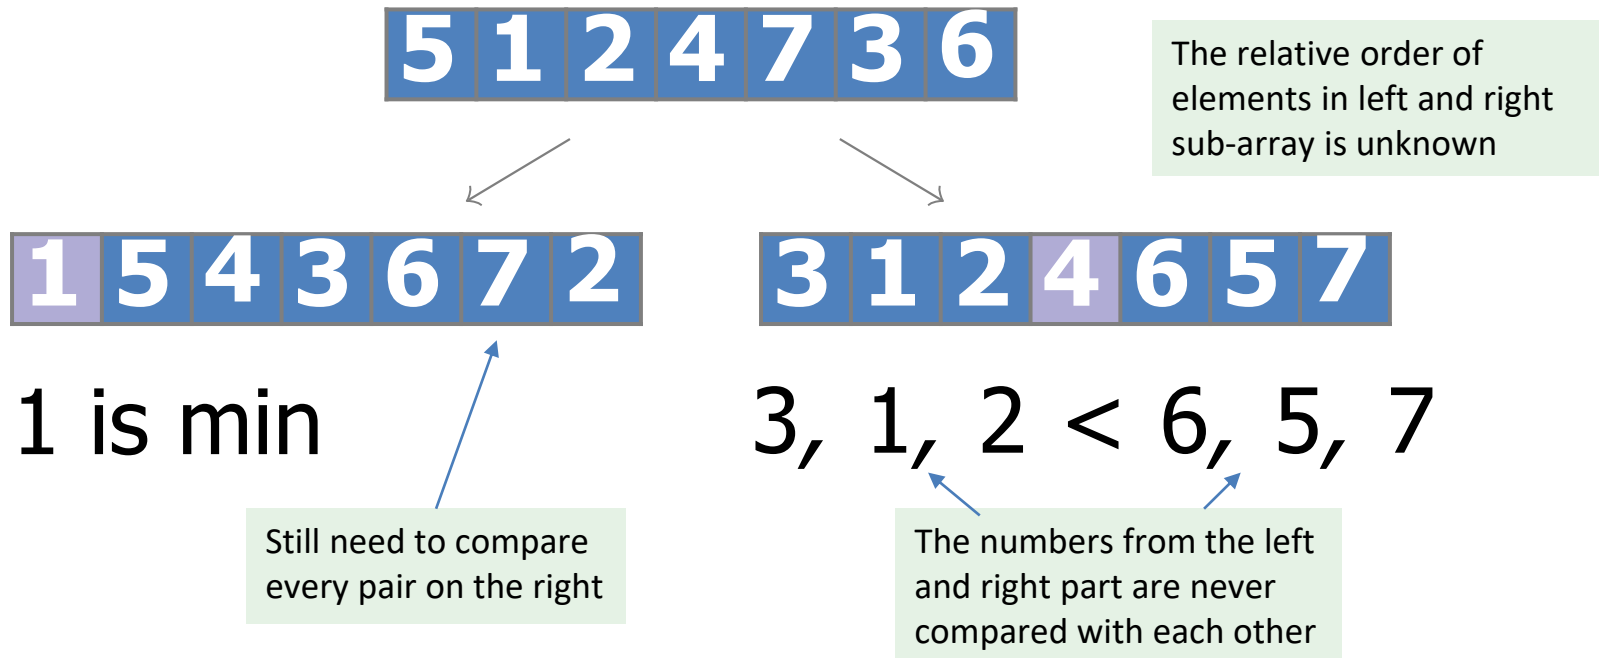 5 1 2 4 7 3 6
The relative order of
elements in left and right
sub-array is unknown
1 5 4 3 6 7 2
3 1 2 4 6 5 7
1 is min
3, 1, 2 < 6, 5, 7
Still need to compare
every pair on the right
The numbers from the left
and right part are never
compared with each other